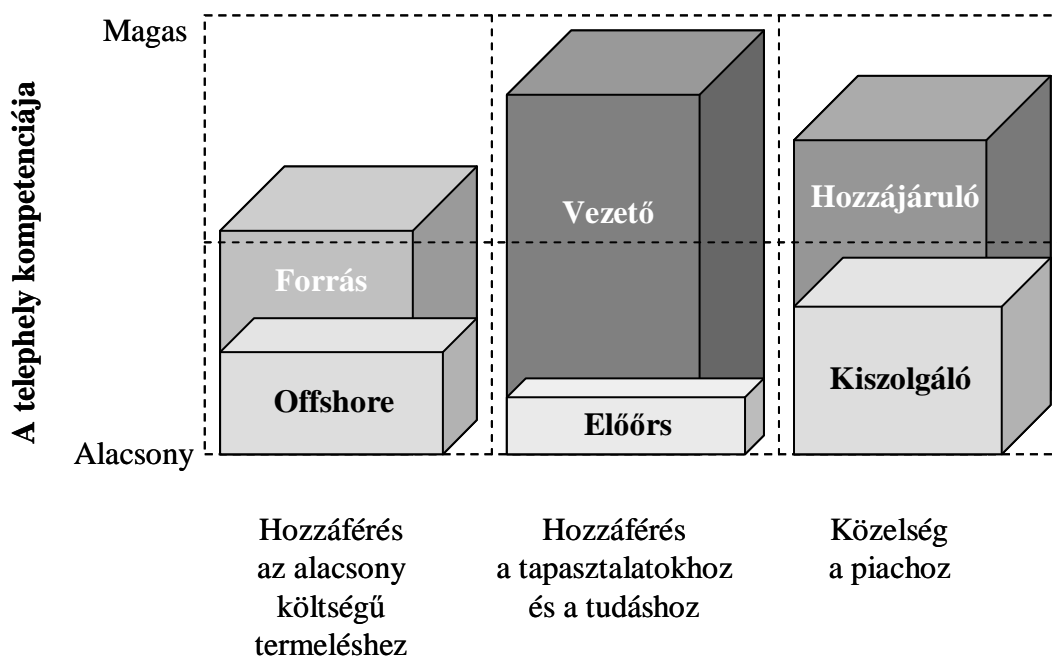 Magas
A telephely kompetenciája
Alacsony
Forrás
Offshore
Vezető
Előőrs
Hozzájáruló
Kiszolgáló
Hozzáférés
az alacsony
költségű
termeléshez
Hozzáférés
a tapasztalatokhoz
és a tudáshoz
Közelség
a piachoz